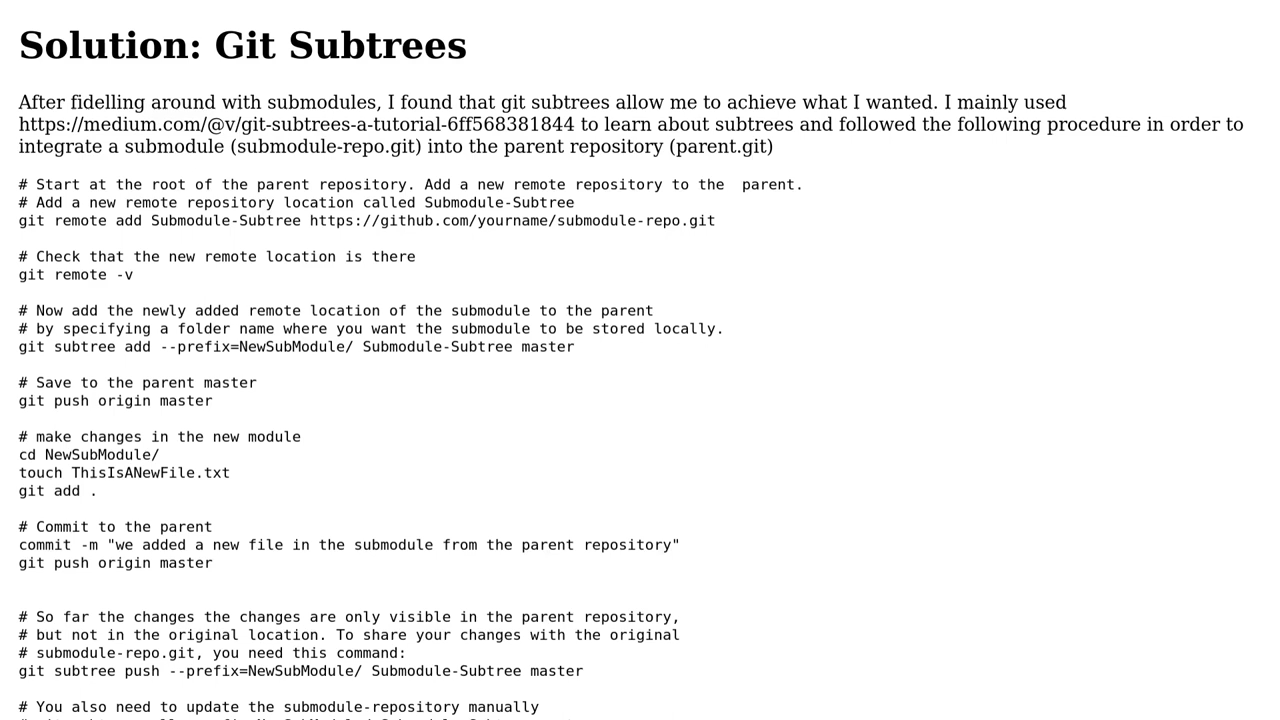 Solution: Git Subtrees
After fidelling around with submodules, I found that git subtrees allow me to achieve what I wanted. I mainly used
https://medium.com/@v/git-subtrees-a-tutorial-6ff568381844 to learn about subtrees and followed the following procedure in order to
integrate a submodule (submodule-repo.git) into the parent repository (parent.git)
# Start at the root of the parent repository. Add a new remote repository to the  parent.
# Add a new remote repository location called Submodule-Subtree
git remote add Submodule-Subtree https://github.com/yourname/submodule-repo.git
# Check that the new remote location is there
git remote -v
# Now add the newly added remote location of the submodule to the parent
# by specifying a folder name where you want the submodule to be stored locally.
git subtree add --prefix=NewSubModule/ Submodule-Subtree master
# Save to the parent master
git push origin master
# make changes in the new module
cd NewSubModule/
touch ThisIsANewFile.txt
git add .
# Commit to the parent
commit -m "we added a new file in the submodule from the parent repository"
git push origin master
# So far the changes the changes are only visible in the parent repository,
# but not in the original location. To share your changes with the original
# submodule-repo.git, you need this command:
git subtree push --prefix=NewSubModule/ Submodule-Subtree master
# You also need to update the submodule-repository manually